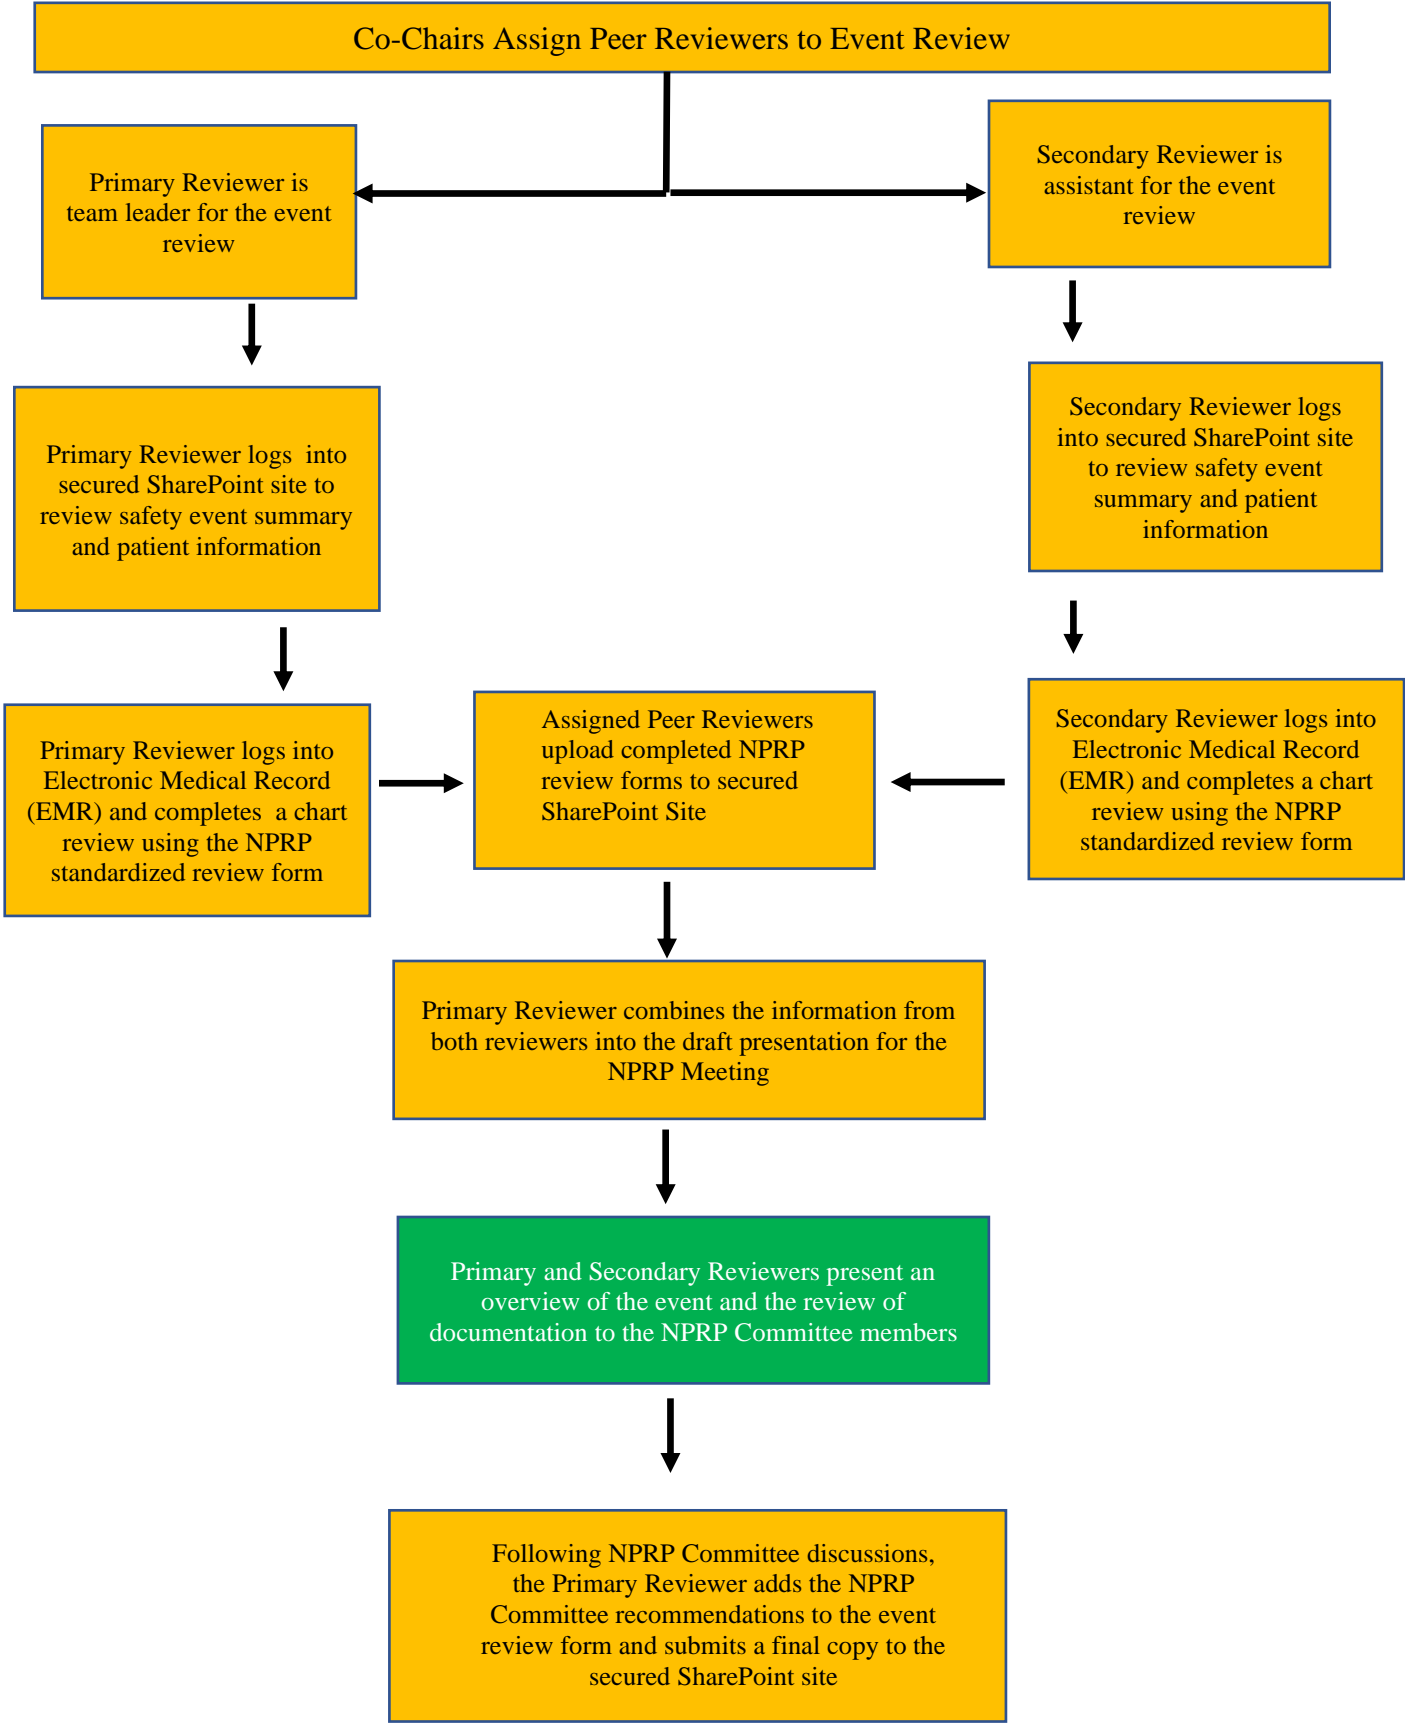 Co-Chairs Assign Peer Reviewers to Event Review
Primary Reviewer is
team leader for the event
review
Secondary Reviewer is
assistant for the event
review
Primary Reviewer logs  into
secured SharePoint site to
review safety event summary
and patient information
Secondary Reviewer logs
into secured SharePoint site
to review safety event
summary and patient
information
Primary Reviewer logs into
Electronic Medical Record
(EMR) and completes  a chart
review using the NPRP
standardized review form
Assigned Peer Reviewers
upload completed NPRP
review forms to secured
SharePoint Site
Secondary Reviewer logs into
Electronic Medical Record
(EMR) and completes a chart
review using the NPRP
standardized review form
Primary Reviewer combines the information from
both reviewers into the draft presentation for the
NPRP Meeting
Primary and Secondary Reviewers present an
overview of the event and the review of
documentation to the NPRP Committee members
Following NPRP Committee discussions,
the Primary Reviewer adds the NPRP
Committee recommendations to the event
review form and submits a final copy to the
secured SharePoint site